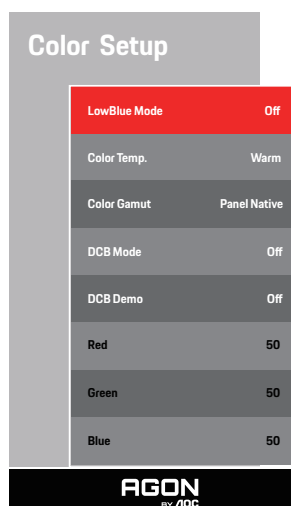 Color Setup
LowBlue Mode Off
Color Temp. Warm
Color Gamut Panel Native
DCB Mode Off
DCB Demo Off
Red 50
Green 50
Blue 50
AGON
BY AOC